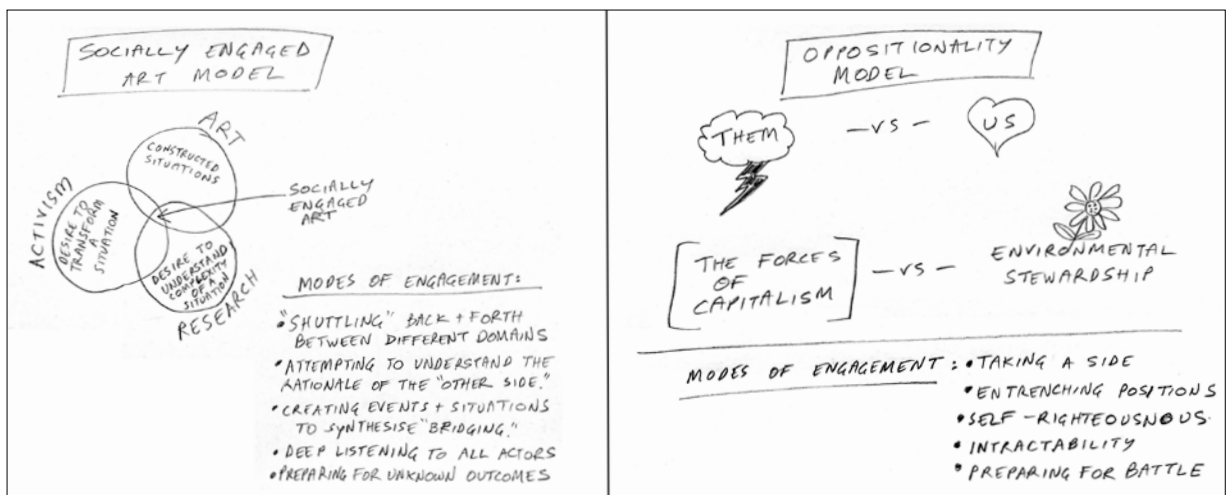 SOCIALLY ENGAGED
ART MODEL
ART
CONSTRUCTED
SITUATIONS
ACTIVISM
DESIRE TO
TRANSFORM
A
SITUATION
SOCIALLY
ENGAGED
ART
DESIRE TO
UNDERSTAND
COMPLEXITY
OF A
SITUATION
RESEARCH
MODES OF ENGAGEMENT:
• "SHUTTLING" BACK + FORTH
BETWEEN DIFFERENT DOMAINS
• ATTEMPTING TO UNDERSTAND THE
RATIONALE OF THE "OTHER SIDE."
• CREATING EVENTS + SITUATIONS
TO SYNTHESISE "BRIDGING."
• DEEP LISTENING TO ALL ACTORS
• PREPARING FOR UNKNOWN OUTCOMES
OPPOSITIONALITY
MODEL
THEM - VS - US
THE FORCES
OF
CAPITALISM
- VS -
ENVIRONMENTAL
STEWARDSHIP
MODES OF ENGAGEMENT: • TAKING A SIDE
• ENTRENCHING POSITIONS
• SELF-RIGHTEOUSNOUS.
• INTRACTABILITY
• PREPARING FOR BATTLE